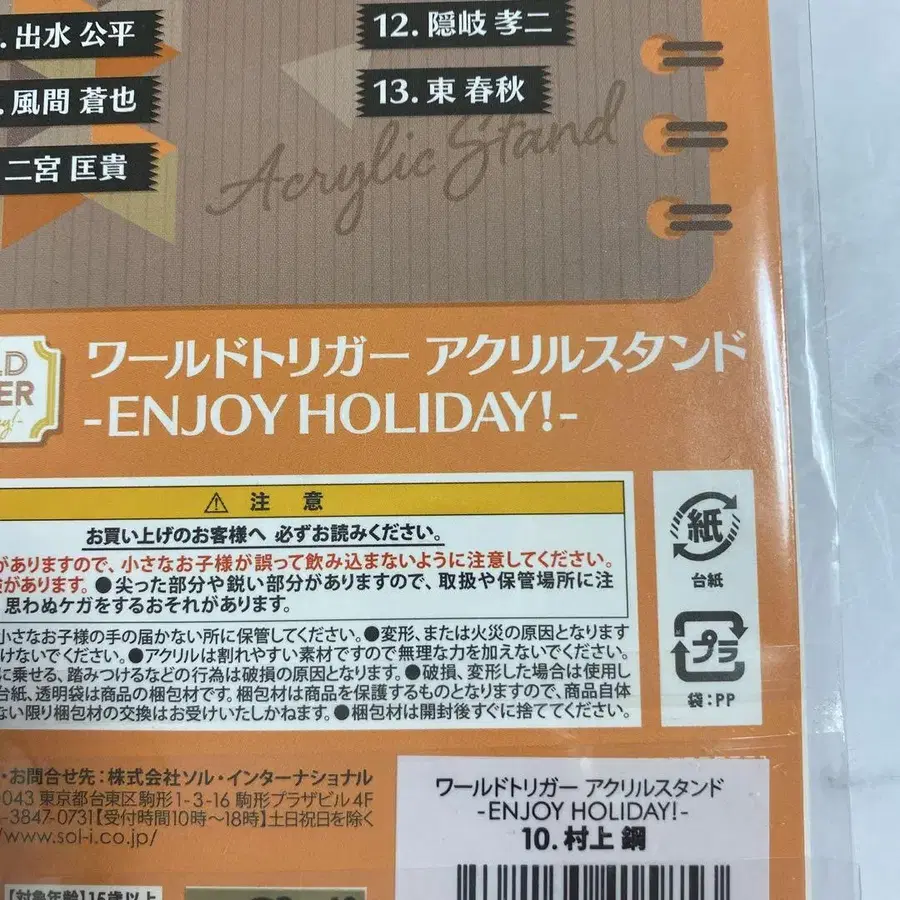 . 出水 公平
12. 隠岐 孝二
. 風間 蒼也
13. 東 春秋
二宮 匡貴
Acrylic Stand
LD
ER
ワールドトリガー アクリルスタンド
-ENJOY HOLIDAY!-
⚠ 注 意
お買い上げのお客様へ 必ずお読みください。
がありますので、小さなお子様が誤って飲み込まないように注意してください。
があります。●尖った部分や鋭い部分がありますので、取扱や保管場所に注
思わぬケガをするおそれがあります。
小さなお子様の手の届かない所に保管してください。●変形、または火災の原因となります
けないでください。●アクリルは割れやすい素材ですので無理な力を加えないでください。
に乗せる、踏みつけるなどの行為は破損の原因となります。●破損、変形した場合は使用し
台紙、透明袋は商品の梱包材です。梱包材は商品を保護するものとなりますので、商品自体
ない限り梱包材の交換はお受けいたしかねます。●梱包材は開封後すぐに捨ててください。
紙
台紙
プラ
袋:PP
・お問合せ先:株式会社ソル・インターナショナル
0043 東京都台東区駒形1-3-16 駒形プラザビル 4F
-3847-0731【受付時間10時〜18時】土日祝日を除く
/www.sol-i.co.jp/
【対象年齢】15歳以上
ワールドトリガー アクリルスタンド
-ENJOY HOLIDAY!-
10. 村上 鋼